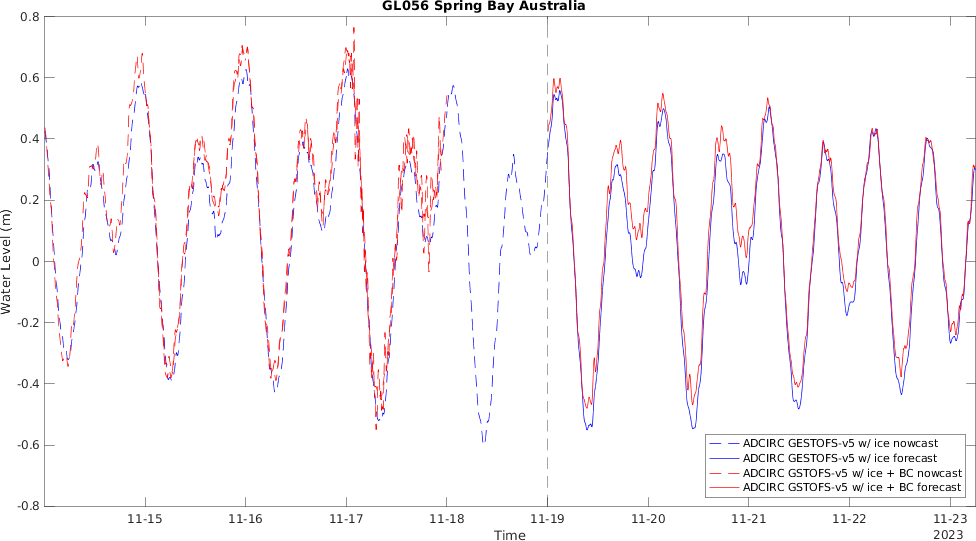 GL056 Spring Bay Australia
0.8
0.6
0.4
0.2
0
-0.2
-0.4
-0.6
-0.8
Water Level (m)
11-15
11-16
11-17
11-18
11-19
11-20
11-21
11-22
11-23
Time
2023
ADCIRC GESTOFS-v5 w/ ice nowcast
ADCIRC GESTOFS-v5 w/ ice forecast
ADCIRC GSTOFS-v5 w/ ice + BC nowcast
ADCIRC GSTOFS-v5 w/ ice + BC forecast